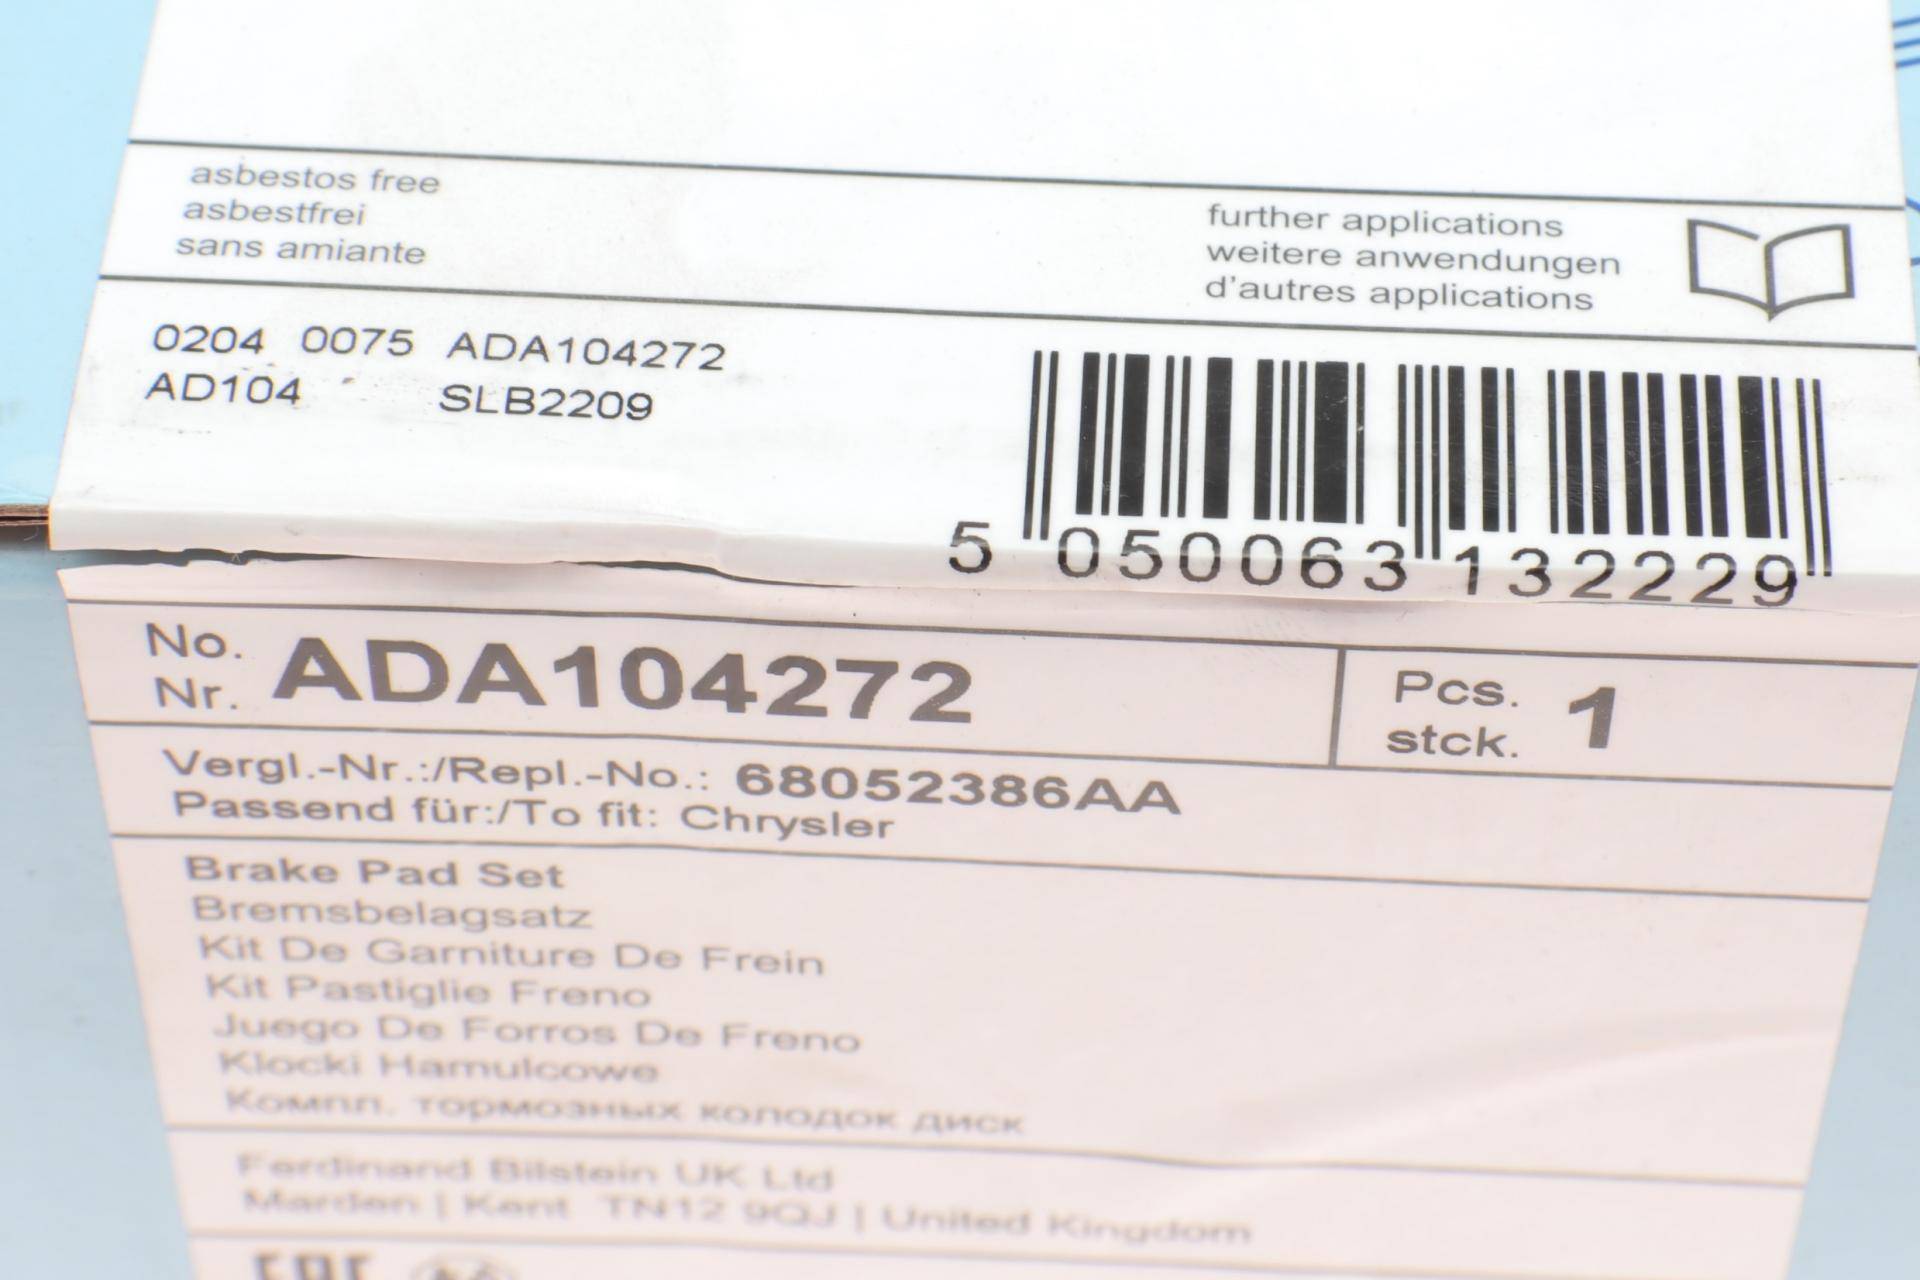 asbestos free
asbestfrei
sans amiante
further applications
weitere anwendungen
d'autres applications
0204 0075 ADA104272
AD104 SLB2209
5 050063 132229
No.
Nr. ADA104272
Pcs.
stck. 1
Vergl.-Nr.:/Repl.-No.: 68052386AA
Passend für:/To fit: Chrysler
Brake Pad Set
Bremsbelagsatz
Kit De Garniture De Frein
Kit Pastiglie Freno
Juego De Forros De Freno
Klocki Hamulcowe
Компл. тормозных колодок диск
Ferdinand Bilstein UK Ltd
Marden | Kent TN12 9QJ | United Kingdom